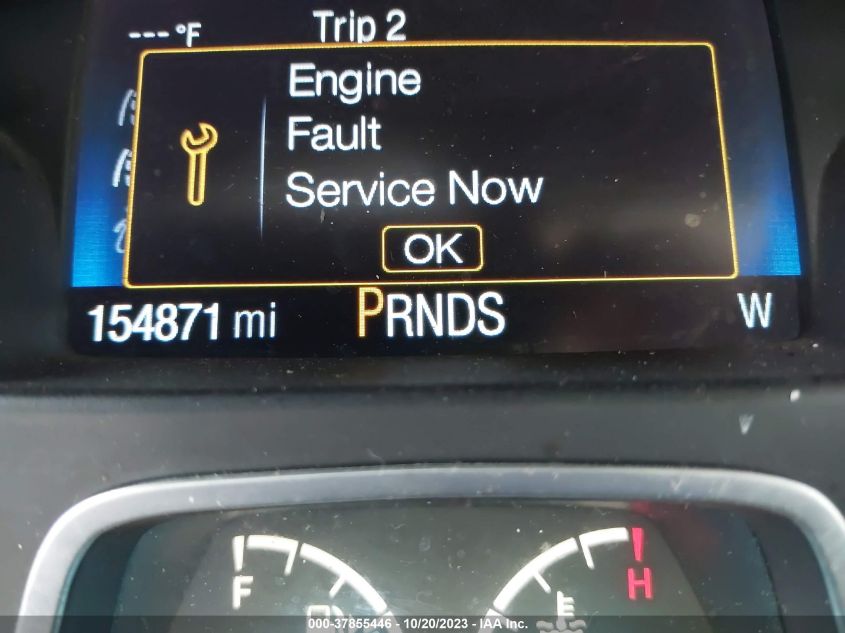 ---°F Trip 2
Engine
Fault
Service Now
OK
154871 mi PRNDS W
F H
000-37855446 - 10/20/2023 - IAA Inc.